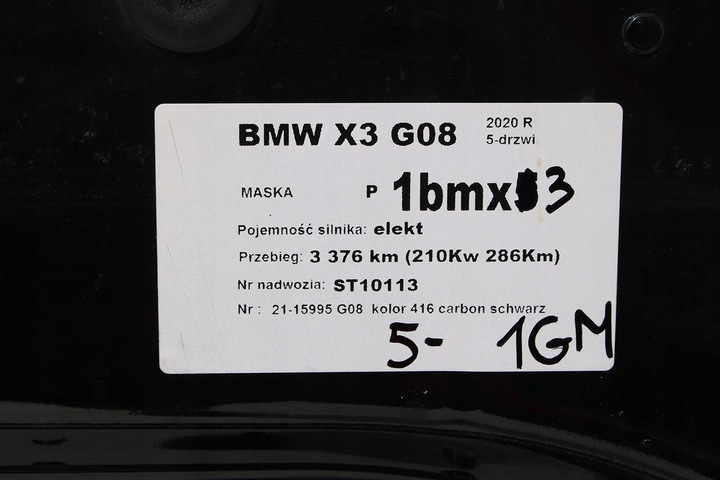 BMW X3 G08 2020 R
5-drzwi
MASKA P 1bmx 3
Pojemność silnika: elekt
Przebieg: 3 376 km (210Kw 286Km)
Nr nadwozia: ST10113
Nr : 21-15995 G08 kolor 416 carbon schwarz
5- 1GM